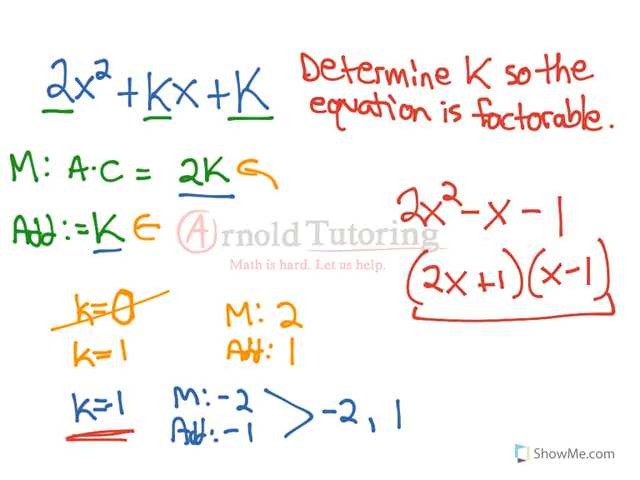 2x² + Kx + K
Determine K so the
equation is factorable.
M: A·C = 2K
Add: = K
Arnold Tutoring
Math is hard. Let us help.
2x² - x - 1
(2x + 1)(x - 1)
k=0
k=1
M: 2
Add: 1
k=-1
M: -2
Add: -1
-2, 1
ShowMe.com